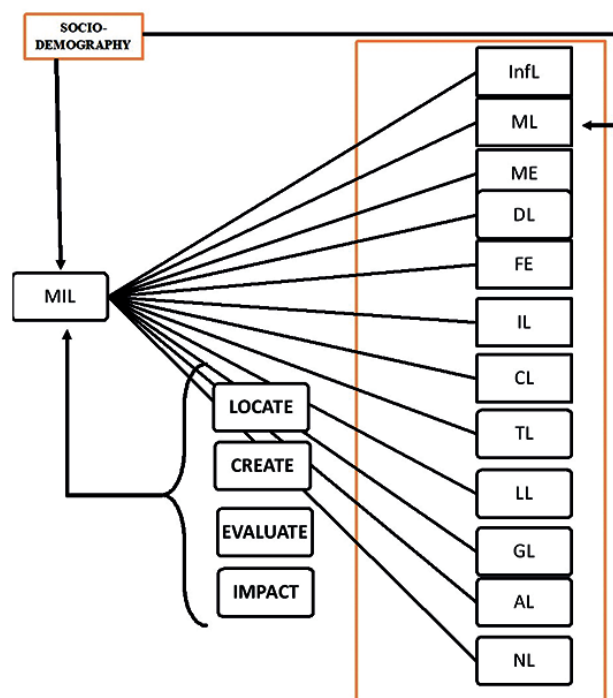 SOCIO-
DEMOGRAPHY
InfL
ML
ME
DL
FE
MIL
IL
CL
LOCATE
TL
CREATE
LL
EVALUATE
GL
IMPACT
AL
NL